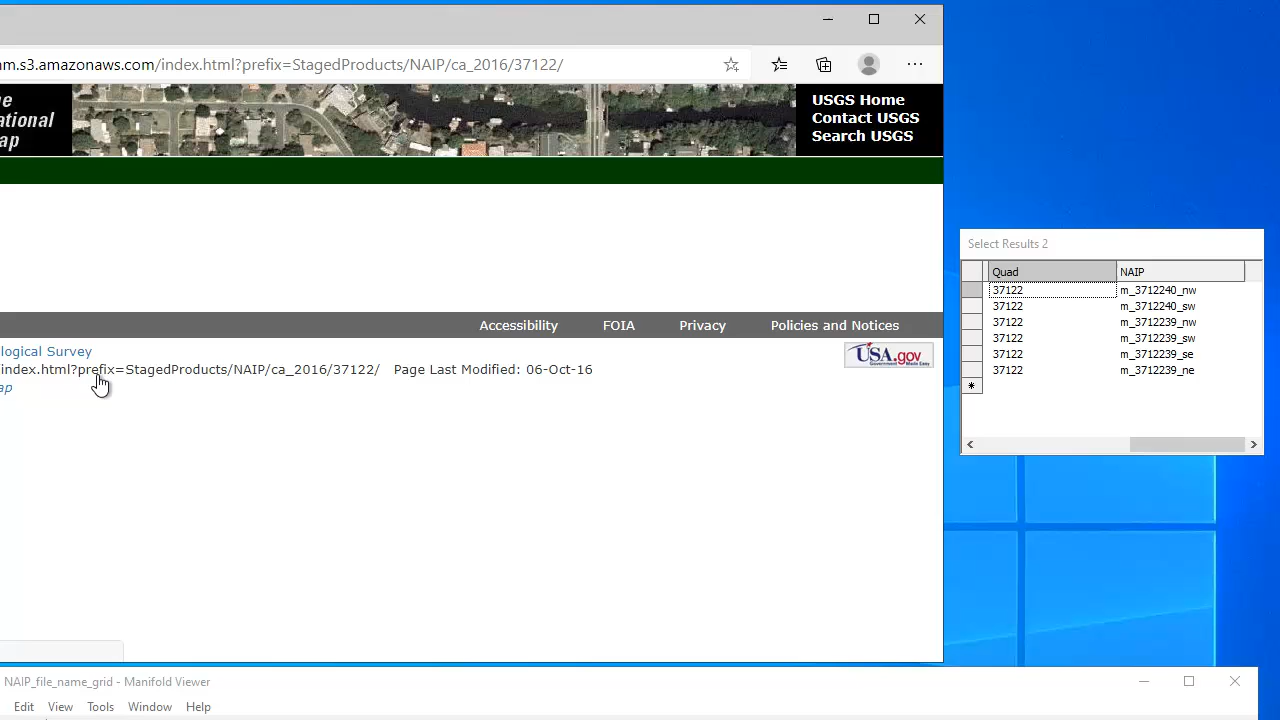 nm.s3.amazonaws.com/index.html?prefix=StagedProducts/NAIP/ca_2016/37122/
USGS Home
Contact USGS
Search USGS
Accessibility FOIA Privacy Policies and Notices
logical Survey
index.html?prefix=StagedProducts/NAIP/ca_2016/37122/ Page Last Modified: 06-Oct-16
ap
USA.gov
Select Results 2
Quad NAIP
37122 m_3712240_nw
37122 m_3712240_sw
37122 m_3712239_nw
37122 m_3712239_sw
37122 m_3712239_se
37122 m_3712239_ne
NAIP_file_name_grid - Manifold Viewer
Edit View Tools Window Help